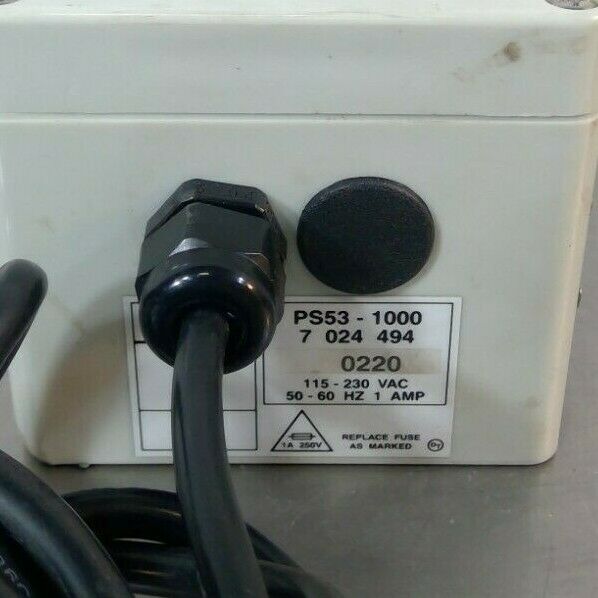 PS53 - 1000
7 024 494
0220
115 - 230 VAC
50 - 60 HZ 1 AMP
1A 250V
REPLACE FUSE
AS MARKED